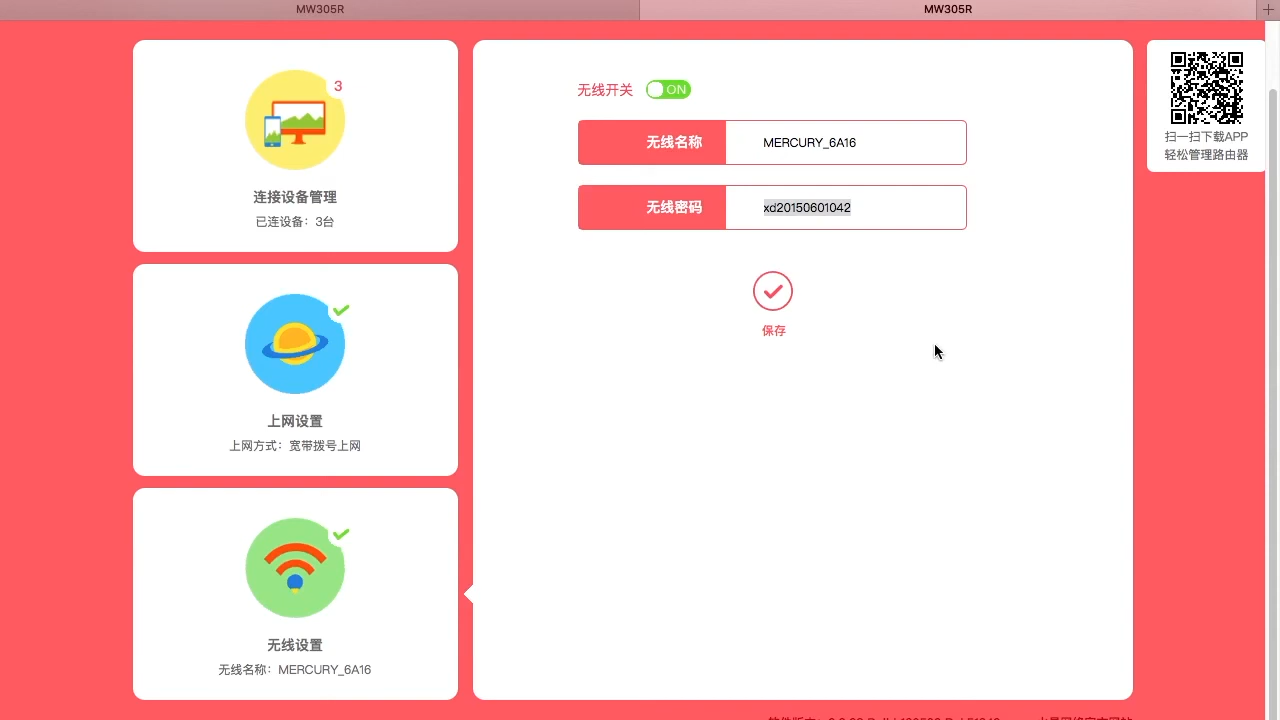 MW305R
MW305R
3
连接设备管理
已连设备：3台
上网设置
上网方式：宽带拨号上网
无线设置
无线名称：MERCURY_6A16
无线开关 ON
无线名称 MERCURY_6A16
无线密码 xd20150601042
保存
扫一扫下载APP
轻松管理路由器